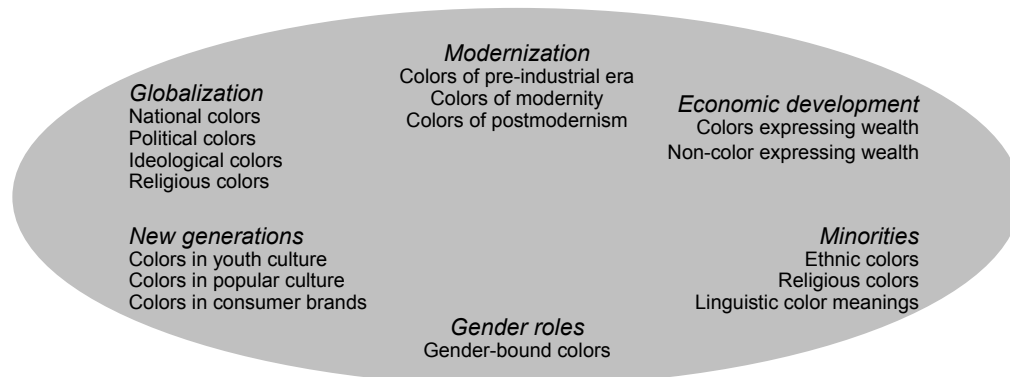 Modernization
Colors of pre-industrial era
Colors of modernity
Colors of postmodernism
Globalization
National colors
Political colors
Ideological colors
Religious colors
Economic development
Colors expressing wealth
Non-color expressing wealth
New generations
Colors in youth culture
Colors in popular culture
Colors in consumer brands
Minorities
Ethnic colors
Religious colors
Linguistic color meanings
Gender roles
Gender-bound colors